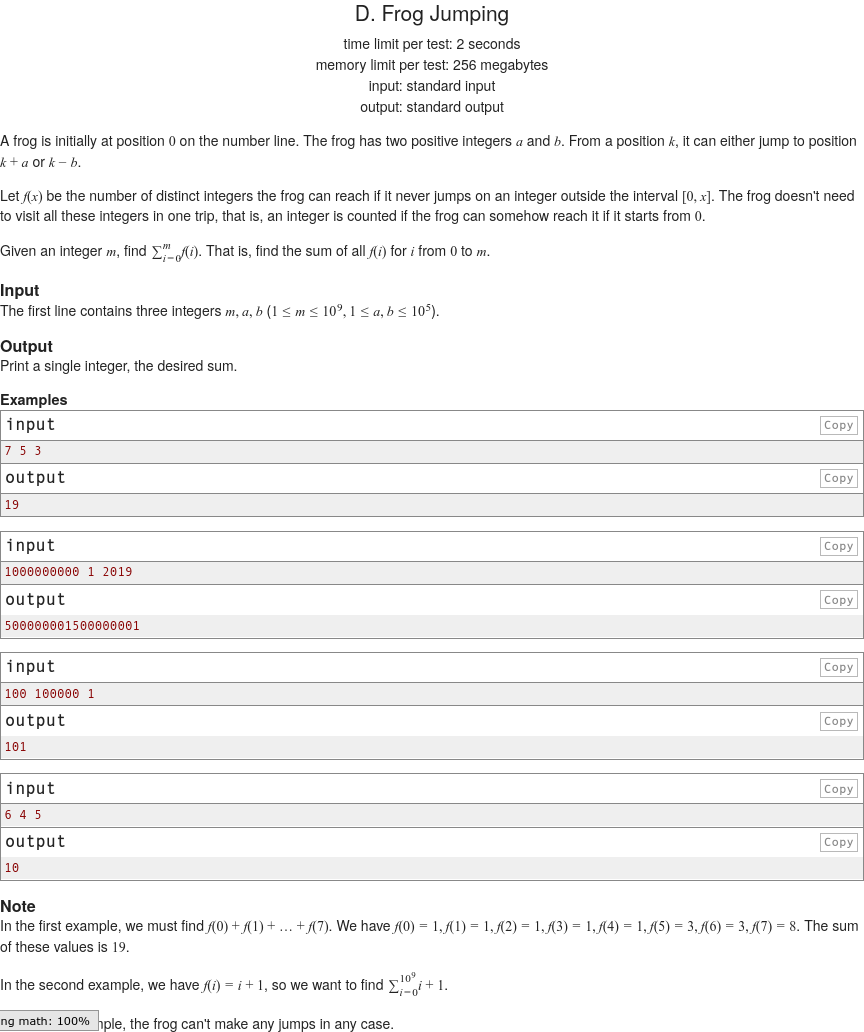 D. Frog Jumping
time limit per test: 2 seconds
memory limit per test: 256 megabytes
input: standard input
output: standard output
A frog is initially at position 0 on the number line. The frog has two positive integers a and b. From a position k, it can either jump to position
k + a or k − b.
Let f(x) be the number of distinct integers the frog can reach if it never jumps on an integer outside the interval [0, x]. The frog doesn't need
to visit all these integers in one trip, that is, an integer is counted if the frog can somehow reach it if it starts from 0.
Given an integer m, find ∑_{i=0}^{m} f(i). That is, find the sum of all f(i) for i from 0 to m.
Input
The first line contains three integers m, a, b (1 ≤ m ≤ 10^9, 1 ≤ a, b ≤ 10^5).
Output
Print a single integer, the desired sum.
Examples
input Copy
7 5 3
output Copy
19
input Copy
1000000000 1 2019
output Copy
500000001500000001
input Copy
100 100000 1
output Copy
101
input Copy
6 4 5
output Copy
10
Note
In the first example, we must find f(0) + f(1) + … + f(7). We have f(0) = 1, f(1) = 1, f(2) = 1, f(3) = 1, f(4) = 1, f(5) = 3, f(6) = 3, f(7) = 8. The sum
of these values is 19.
In the second example, we have f(i) = i + 1, so we want to find ∑_{i=0}^{10^9} i + 1.
ng math: 100% mple, the frog can't make any jumps in any case.